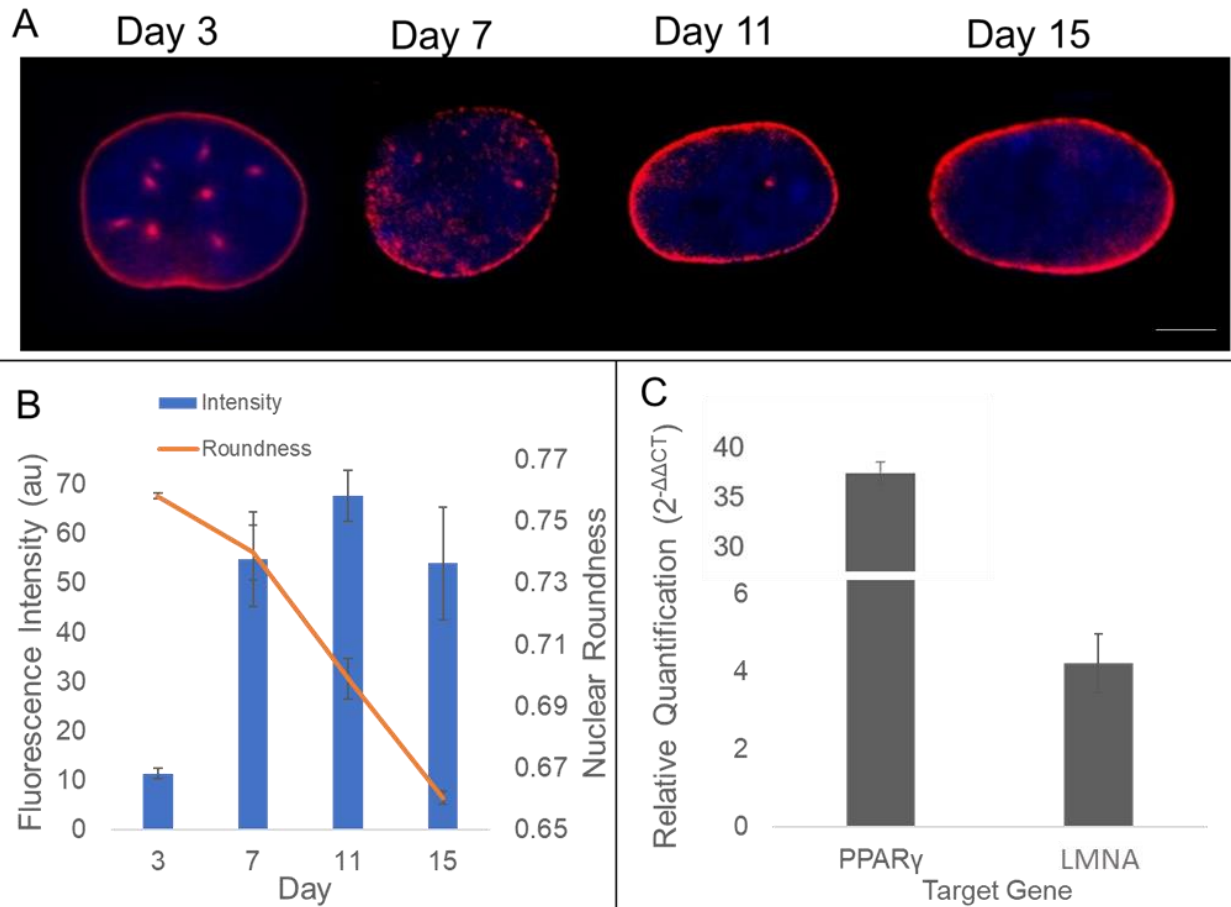 A
Day 3
Day 7
Day 11
Day 15
B
Intensity
Roundness
Fluorescence Intensity (au)
70
60
50
40
30
20
10
0
0.77
0.75
0.73
0.71
0.69
0.67
0.65
Nuclear Roundness
3 7 11 15
Day
C
Relative Quantification (2^-ΔΔCT)
40
35
30
6
4
2
0
PPARγ LMNA
Target Gene